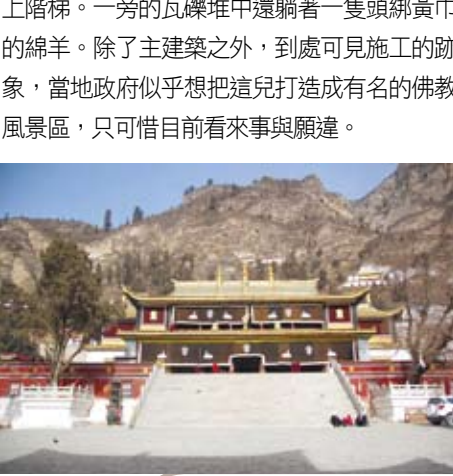 上階梯。一旁的瓦礫堆中還躺著一隻頭綁黃巾
的綿羊。除了主建築之外，到處可見施工的跡
象，當地政府似乎想把這兒打造成有名的佛教
風景區，只可惜目前看來事與願違。